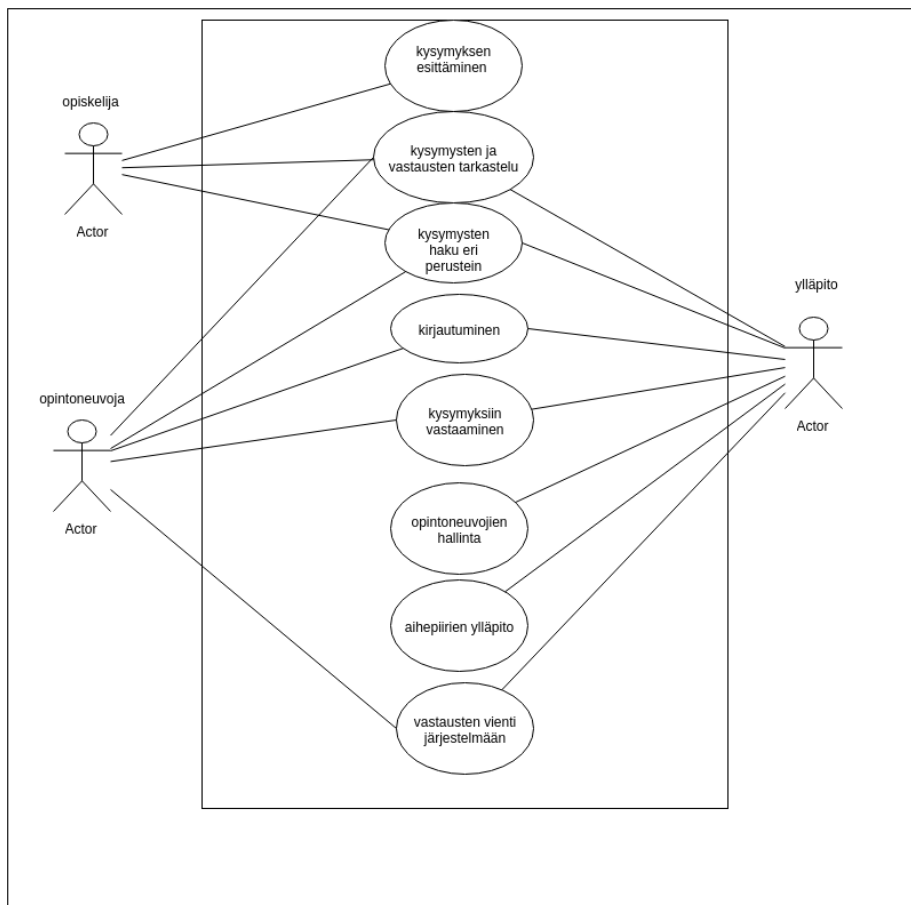 kysymyksen
esittäminen
opiskelija
Actor
kysymysten ja
vastausten tarkastelu
kysymysten
haku eri
perustein
ylläpito
Actor
kirjautuminen
opintoneuvoja
Actor
kysymyksiin
vastaaminen
opintoneuvojien
hallinta
aihepiirien ylläpito
vastausten vienti
järjestelmään